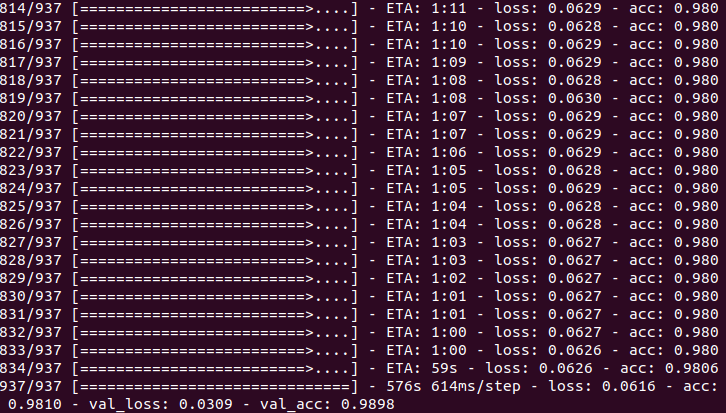 814/937 [=========================>....] - ETA: 1:11 - loss: 0.0629 - acc: 0.980
815/937 [=========================>....] - ETA: 1:10 - loss: 0.0628 - acc: 0.980
816/937 [=========================>....] - ETA: 1:10 - loss: 0.0629 - acc: 0.980
817/937 [=========================>....] - ETA: 1:09 - loss: 0.0629 - acc: 0.980
818/937 [=========================>....] - ETA: 1:08 - loss: 0.0628 - acc: 0.980
819/937 [=========================>....] - ETA: 1:08 - loss: 0.0630 - acc: 0.980
820/937 [=========================>....] - ETA: 1:07 - loss: 0.0629 - acc: 0.980
821/937 [=========================>....] - ETA: 1:07 - loss: 0.0629 - acc: 0.980
822/937 [=========================>....] - ETA: 1:06 - loss: 0.0629 - acc: 0.980
823/937 [=========================>....] - ETA: 1:05 - loss: 0.0628 - acc: 0.980
824/937 [=========================>....] - ETA: 1:05 - loss: 0.0629 - acc: 0.980
825/937 [=========================>....] - ETA: 1:04 - loss: 0.0628 - acc: 0.980
826/937 [=========================>....] - ETA: 1:04 - loss: 0.0628 - acc: 0.980
827/937 [=========================>....] - ETA: 1:03 - loss: 0.0627 - acc: 0.980
828/937 [=========================>....] - ETA: 1:03 - loss: 0.0627 - acc: 0.980
829/937 [=========================>....] - ETA: 1:02 - loss: 0.0627 - acc: 0.980
830/937 [=========================>....] - ETA: 1:01 - loss: 0.0627 - acc: 0.980
831/937 [=========================>....] - ETA: 1:01 - loss: 0.0627 - acc: 0.980
832/937 [=========================>....] - ETA: 1:00 - loss: 0.0627 - acc: 0.980
833/937 [=========================>....] - ETA: 1:00 - loss: 0.0626 - acc: 0.980
834/937 [=========================>....] - ETA: 59s - loss: 0.0626 - acc: 0.9806
937/937 [==============================] - 576s 614ms/step - loss: 0.0616 - acc:
0.9810 - val_loss: 0.0309 - val_acc: 0.9898